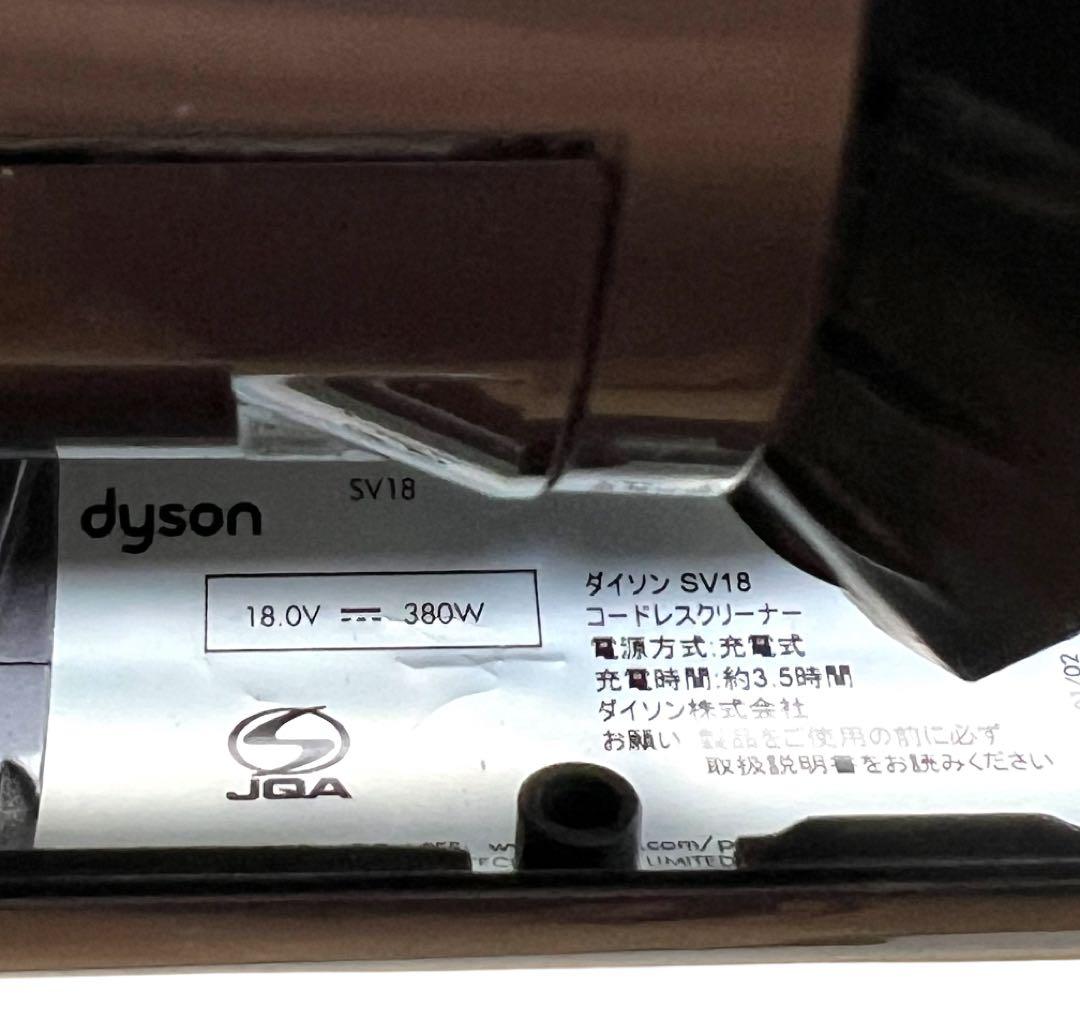 dyson
SV18
18.0V ⎓ 380W
ダイソン SV18
コードレスクリーナー
電源方式:充電式
充電時間:約3.5時間
ダイソン株式会社
お願い 製品をご使用の前に必ず
取扱説明書をお読みください
JQA
.com/p
LIMITED
/02